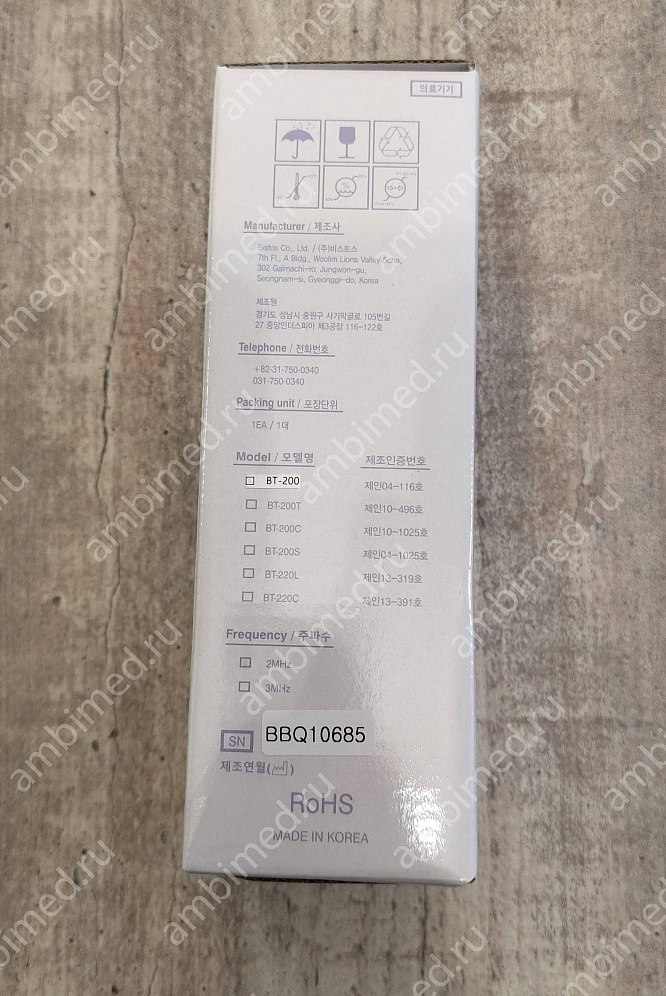 의료기기
Manufacturer / 제조사
Bistos Co., Ltd. / (주)비스토스
7th Fl., A Bldg., Woolim Lions Valley 5cha,
302 Galmachi-ro, Jungwon-gu,
Seongnam-si, Gyeonggi-do, Korea
제조원
경기도 성남시 중원구 사기막골로 105번길
27 중앙인더스피아 제3공장 116-122호
Telephone / 전화번호
+82-31-750-0340
031-750-0340
Packing unit / 포장단위
1EA / 1대
Model / 모델명 제조인증번호
BT-200 제인04-116호
BT-200T 제인10-496호
BT-200C 제인10-1025호
BT-200S 제인04-1025호
BT-220L 제인13-319호
BT-220C 제인13-391호
Frequency / 주파수
2MHz
3MHz
SN BBQ10685
제조연월( )
RoHS
MADE IN KOREA
ambimed.ru